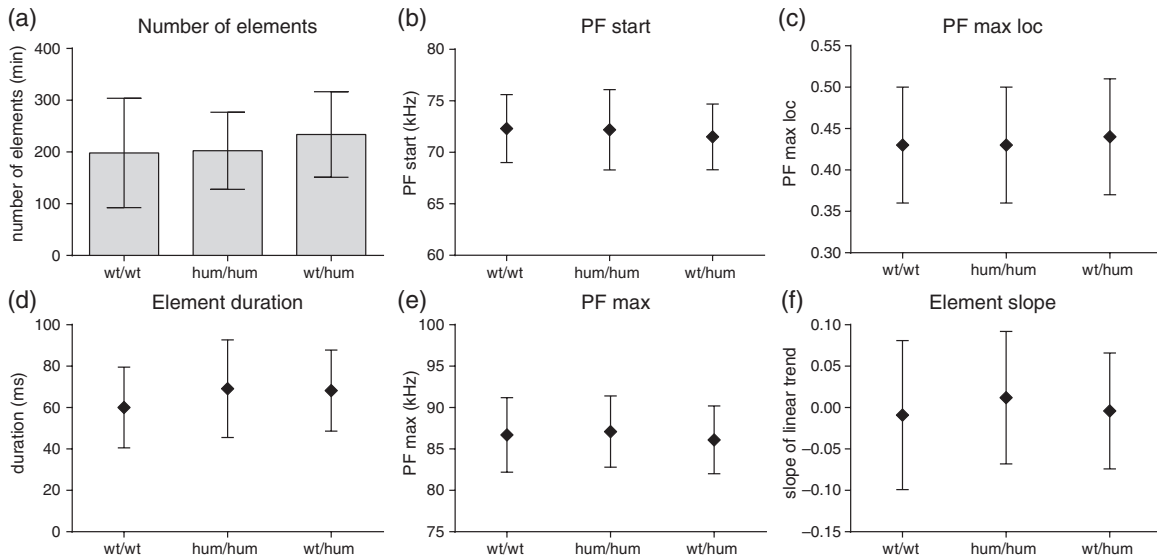 (a) Number of elements
number of elements (min)
400
300
200
100
0
wt/wt hum/hum wt/hum
(b) PF start
PF start (kHz)
80
75
70
65
60
wt/wt hum/hum wt/hum
(c) PF max loc
PF max loc
0.55
0.50
0.45
0.40
0.35
0.30
wt/wt hum/hum wt/hum
(d) Element duration
duration (ms)
100
80
60
40
20
0
wt/wt hum/hum wt/hum
(e) PF max
PF max (kHz)
100
95
90
85
80
75
wt/wt hum/hum wt/hum
(f) Element slope
slope of linear trend
0.10
0.05
0.00
−0.05
−0.10
−0.15
wt/wt hum/hum wt/hum